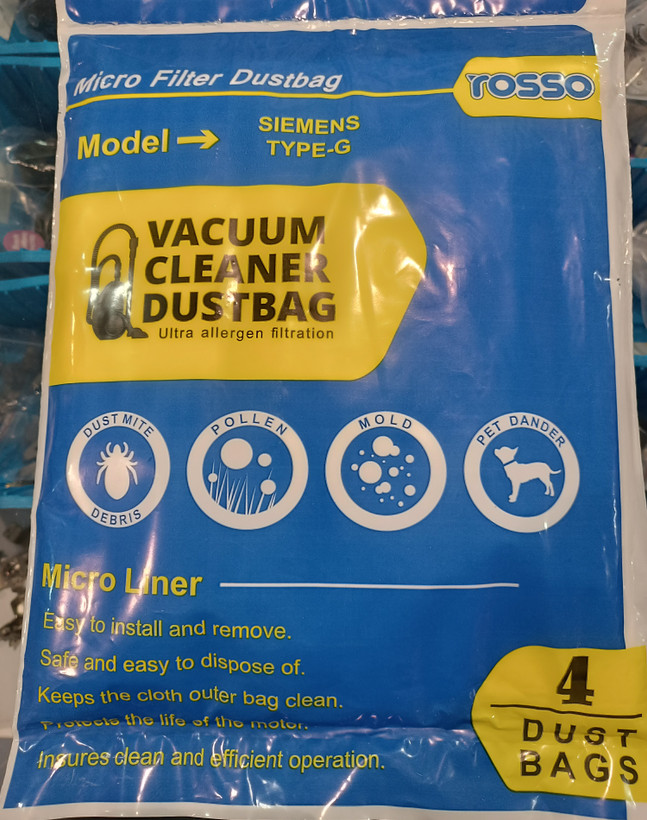 Micro Filter Dustbag
TOSSO
Model →
SIEMENS
TYPE-G
VACUUM
CLEANER
DUSTBAG
Ultra allergen filtration
DUST MITE
DEBRIS
POLLEN
MOLD
PET DANDER
Micro Liner
Easy to install and remove.
Safe and easy to dispose of.
Keeps the cloth outer bag clean.
Protects the life of the motor.
Insures clean and efficient operation.
4
DUST
BAGS